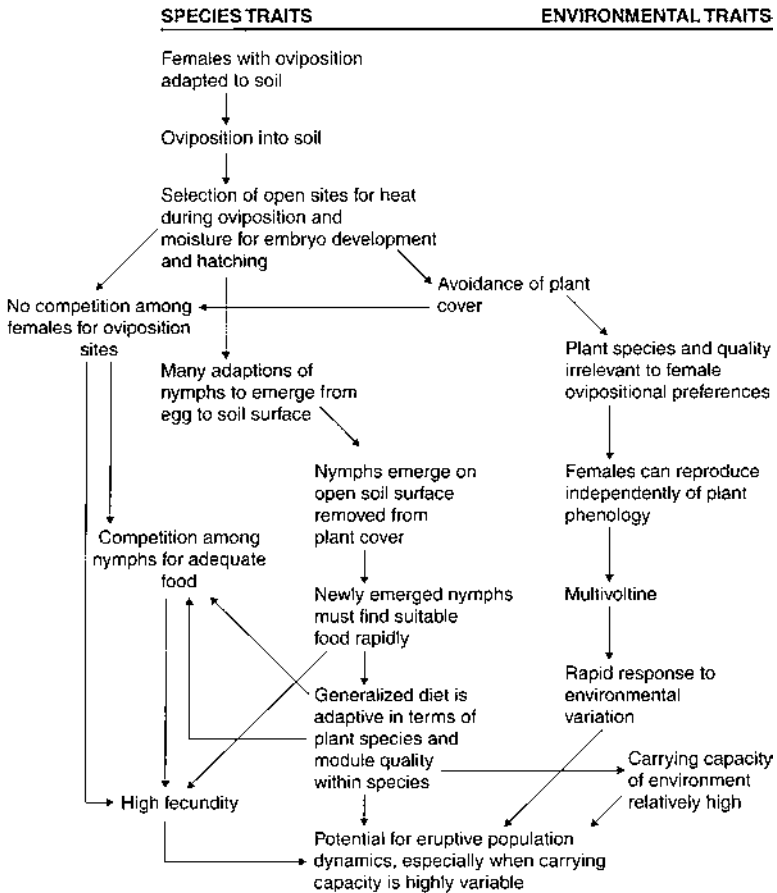 SPECIES TRAITS
ENVIRONMENTAL TRAITS
Females with oviposition
adapted to soil
Oviposition into soil
Selection of open sites for heat
during oviposition and
moisture for embryo development
and hatching
Avoidance of plant
cover
No competition among
females for oviposition
sites
Plant species and quality
irrelevant to female
ovipositional preferences
Many adaptions of
nymphs to emerge from
egg to soil surface
Nymphs emerge on
open soil surface
removed from
plant cover
Females can reproduce
independently of plant
phenology
Competition among
nymphs for adequate
food
Newly emerged nymphs
must find suitable
food rapidly
Multivoltine
Rapid response to
environmental
variation
Generalized diet is
adaptive in terms of
plant species and
module quality
within species
Carrying capacity
of environment
relatively high
High fecundity
Potential for eruptive population
dynamics, especially when carrying
capacity is highly variable